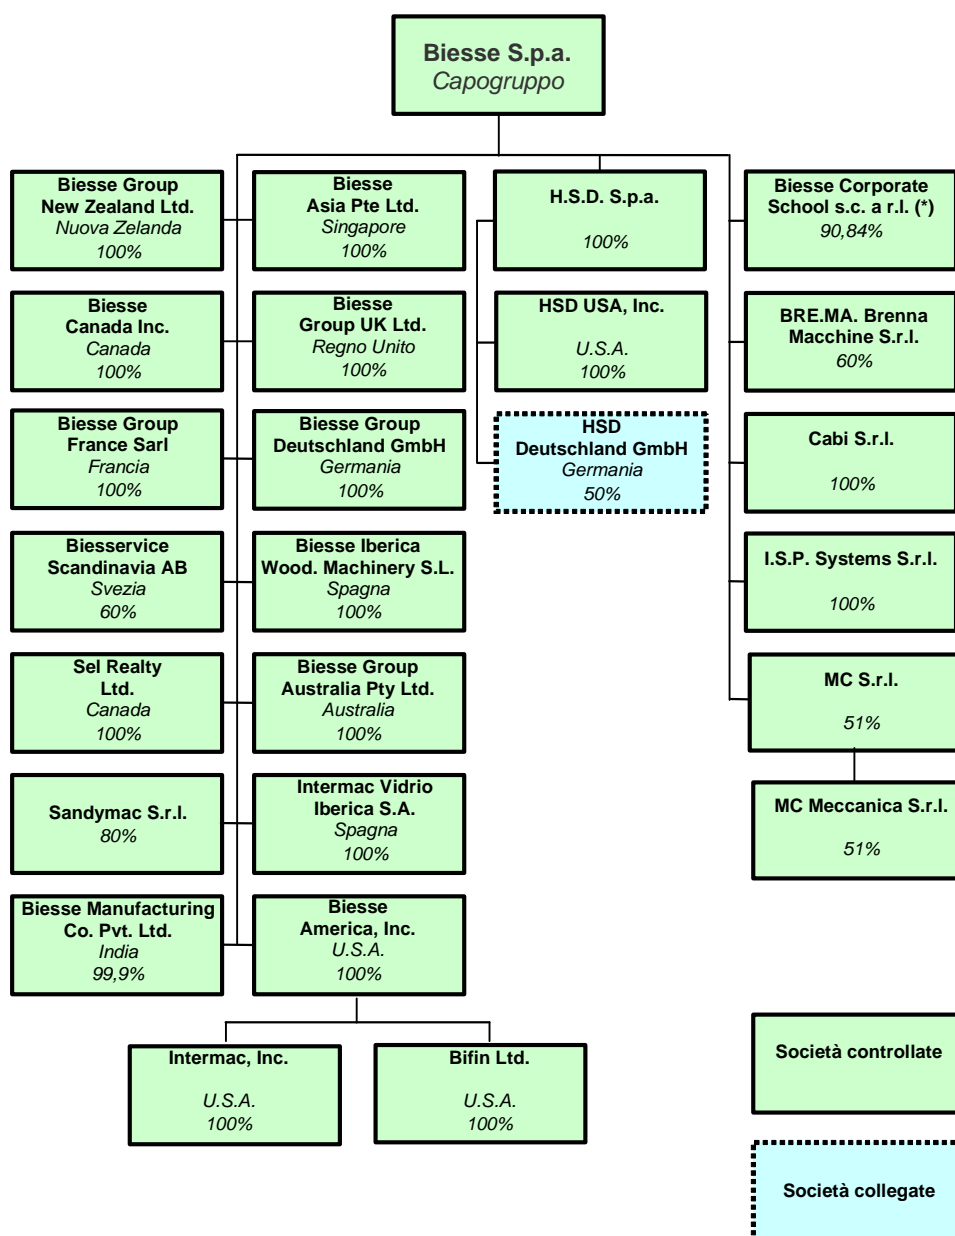 Biesse S.p.a.
Capogruppo
Biesse Group
New Zealand Ltd.
Nuova Zelanda
100%
Biesse
Asia Pte Ltd.
Singapore
100%
H.S.D. S.p.a.
100%
Biesse Corporate
School s.c. a r.l. (*)
90,84%
Biesse
Canada Inc.
Canada
100%
Biesse
Group UK Ltd.
Regno Unito
100%
HSD USA, Inc.
U.S.A.
100%
BRE.MA. Brenna
Macchine S.r.l.
60%
Biesse Group
France Sarl
Francia
100%
Biesse Group
Deutschland GmbH
Germania
100%
HSD
Deutschland GmbH
Germania
50%
Cabi S.r.l.
100%
Biesservice
Scandinavia AB
Svezia
60%
Biesse Iberica
Wood. Machinery S.L.
Spagna
100%
I.S.P. Systems S.r.l.
100%
Sel Realty
Ltd.
Canada
100%
Biesse Group
Australia Pty Ltd.
Australia
100%
MC S.r.l.
51%
Sandymac S.r.l.
80%
Intermac Vidrio
Iberica S.A.
Spagna
100%
MC Meccanica S.r.l.
51%
Biesse Manufacturing
Co. Pvt. Ltd.
India
99,9%
Biesse
America, Inc.
U.S.A.
100%
Intermac, Inc.
U.S.A.
100%
Bifin Ltd.
U.S.A.
100%
Società controllate
Società collegate